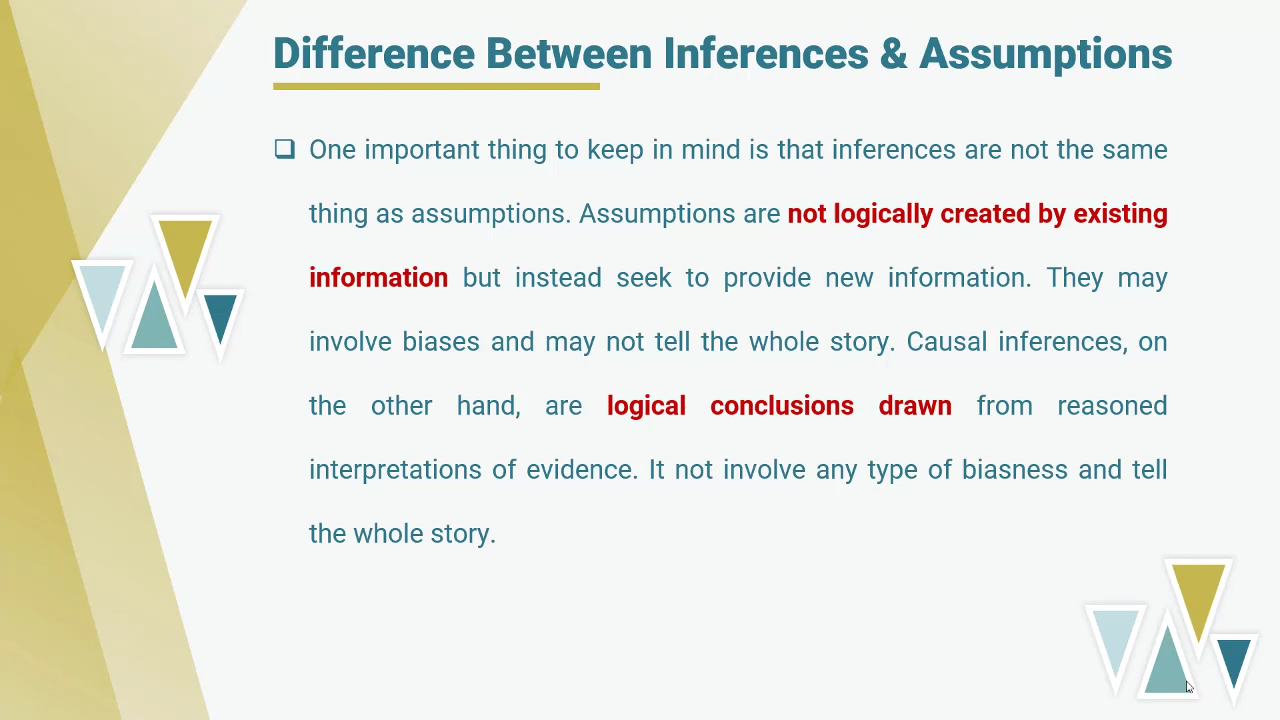 Difference Between Inferences & Assumptions
One important thing to keep in mind is that inferences are not the same
thing as assumptions. Assumptions are not logically created by existing
information but instead seek to provide new information. They may
involve biases and may not tell the whole story. Causal inferences, on
the other hand, are logical conclusions drawn from reasoned
interpretations of evidence. It not involve any type of biasness and tell
the whole story.